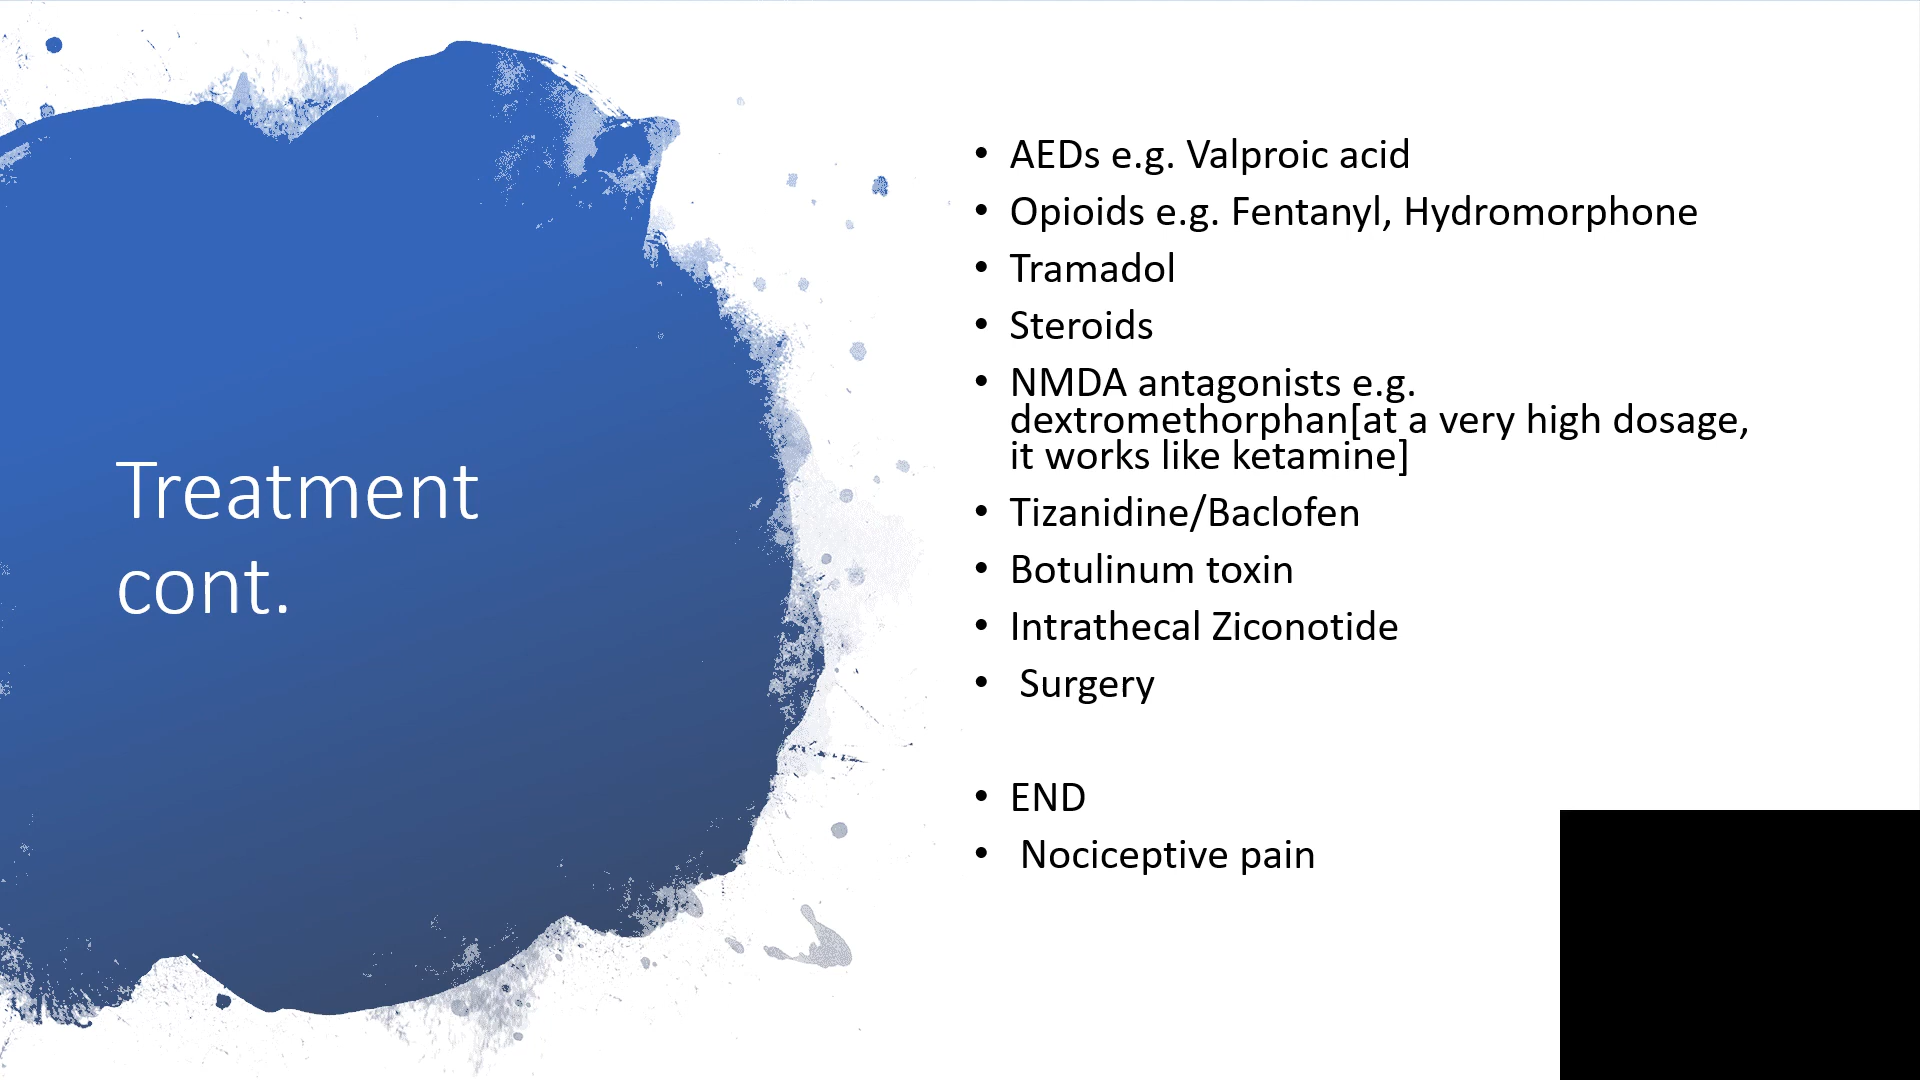 Treatment
cont.
• AEDs e.g. Valproic acid
• Opioids e.g. Fentanyl, Hydromorphone
• Tramadol
• Steroids
• NMDA antagonists e.g.
dextromethorphan[at a very high dosage,
it works like ketamine]
• Tizanidine/Baclofen
• Botulinum toxin
• Intrathecal Ziconotide
• Surgery
• END
• Nociceptive pain